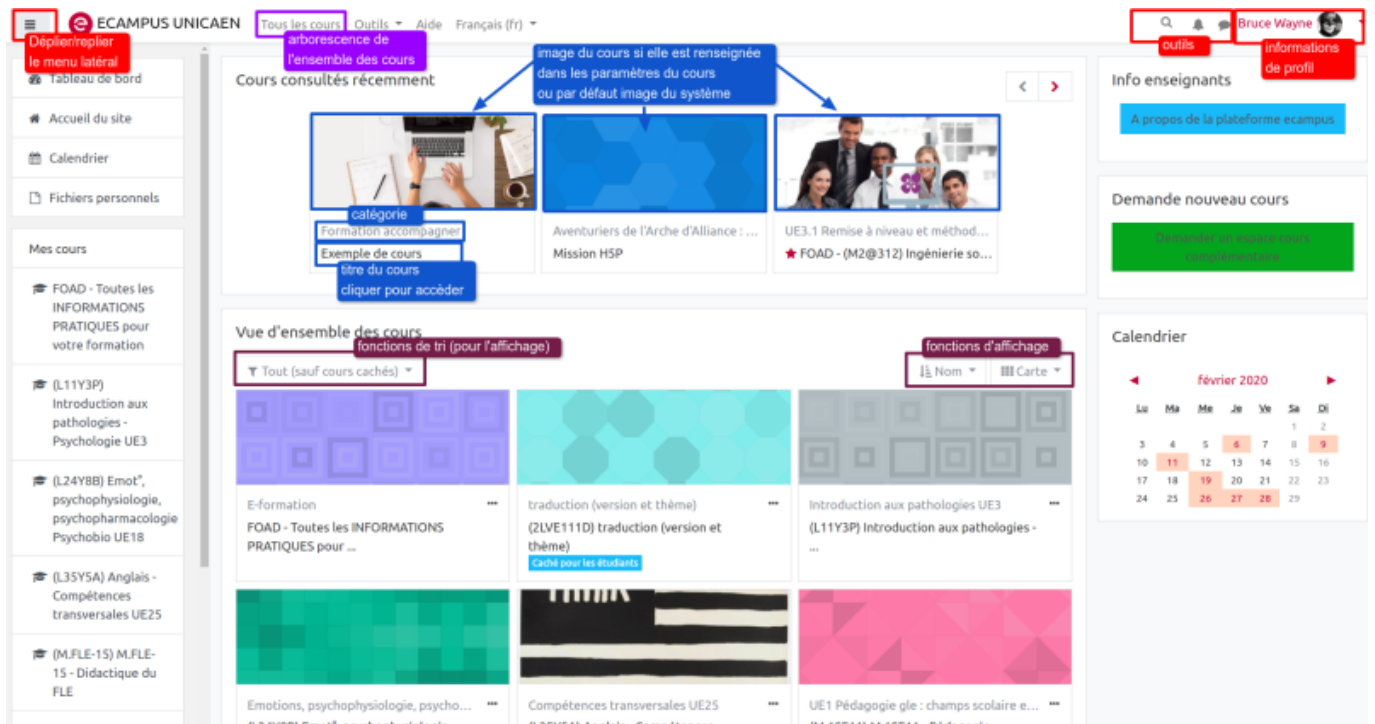 ECAMPUS UNICAEN
Tous les cours
Outils
Aide
Français (fr)
Bruce Wayne
Déplier/replier
le menu latéral
arborescence de
l'ensemble des cours
outils
informations
de profil
Tableau de bord
Accueil du site
Calendrier
Fichiers personnels
Mes cours
FOAD - Toutes les
INFORMATIONS
PRATIQUES pour
votre formation
(L11Y3P)
Introduction aux
pathologies -
Psychologie UE3
(L24Y8B) Emot°,
psychophysiologie,
psychopharmacologie
Psychobio UE18
(L35Y5A) Anglais -
Compétences
transversales UE25
(M.FLE-15) M.FLE-
15 - Didactique du
FLE
Cours consultés récemment
image du cours si elle est renseignée
dans les paramètres du cours
ou par défaut image du système
catégorie
Formation accompagner
Exemple de cours
titre du cours
cliquer pour accèder
Aventuriers de l'Arche d'Alliance : ...
Mission H5P
UE3.1 Remise à niveau et méthod...
FOAD - (M2@312) Ingénierie so...
Vue d'ensemble des cours
fonctions de tri (pour l'affichage)
fonctions d'affichage
Tout (sauf cours cachés)
Nom
Carte
E-formation
FOAD - Toutes les INFORMATIONS
PRATIQUES pour ...
traduction (version et thème)
(2LVE111D) traduction (version et
thème)
Caché pour les étudiants
Introduction aux pathologies UE3
(L11Y3P) Introduction aux pathologies -
...
Emotions, psychophysiologie, psycho...
Compétences transversales UE25
UE1 Pédagogie gle : champs scolaire e...
Info enseignants
A propos de la plateforme ecampus
Demande nouveau cours
Demander un espace cours
complémentaire
Calendrier
février 2020
Lu Ma Me Je Ve Sa Di
1 2
3 4 5 6 7 8 9
10 11 12 13 14 15 16
17 18 19 20 21 22 23
24 25 26 27 28 29